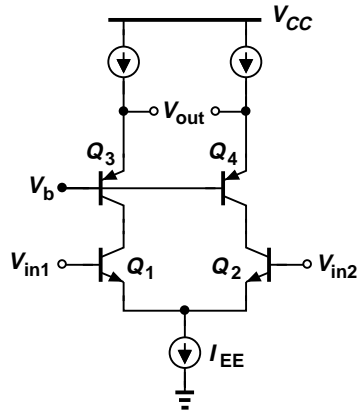 V_CC
V_out
Q_3
Q_4
V_b
V_in1
Q_1
Q_2
V_in2
I_EE